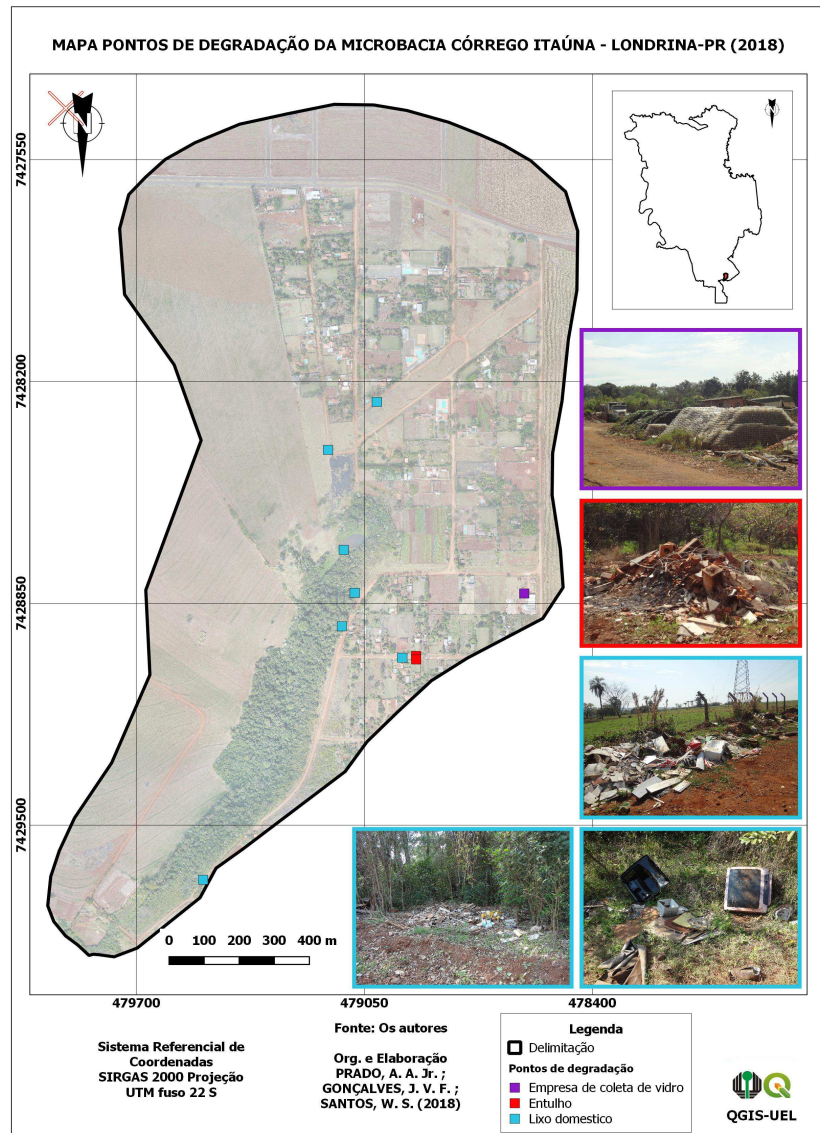 MAPA PONTOS DE DEGRADAÇÃO DA MICROBACIA CÓRREGO ITAÚNA - LONDRINA-PR (2018)
7427550
7428200
7428850
7429500
0 100 200 300 400 m
479700 479050 478400
Sistema Referencial de
Coordenadas
SIRGAS 2000 Projeção
UTM fuso 22 S
Fonte: Os autores
Org. e Elaboração
PRADO, A. A. Jr. ;
GONÇALVES, J. V. F. ;
SANTOS, W. S. (2018)
Legenda
Delimitação
Pontos de degradação
Empresa de coleta de vidro
Entulho
Lixo domestico
QGIS-UEL